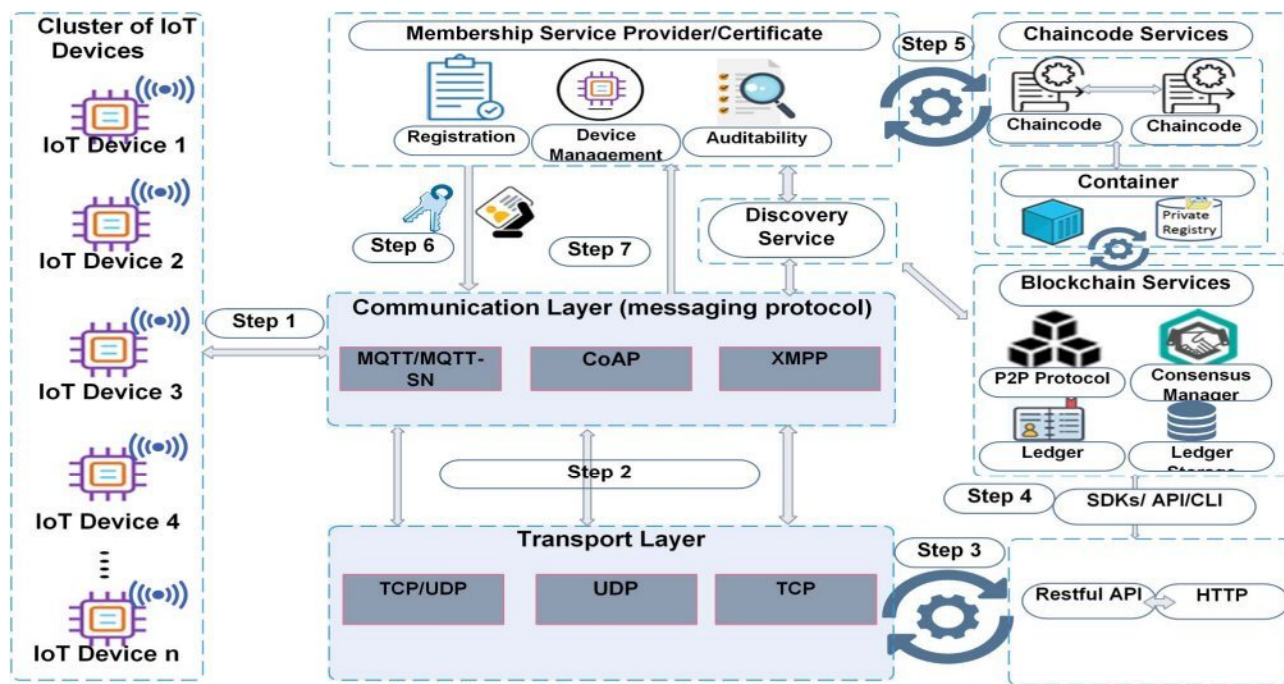 Cluster of IoT
Devices
IoT Device 1
IoT Device 2
IoT Device 3
IoT Device 4
IoT Device n
Step 1
Membership Service Provider/Certificate
Registration
Device
Management
Auditability
Step 5
Chaincode Services
Chaincode
Chaincode
Container
Private
Registry
Step 6
Step 7
Discovery
Service
Communication Layer (messaging protocol)
MQTT/MQTT-
SN
CoAP
XMPP
Blockchain Services
P2P Protocol
Consensus
Manager
Ledger
Ledger
Storage
Step 2
Step 4
SDKs/ API/CLI
Transport Layer
TCP/UDP
UDP
TCP
Step 3
Restful API
HTTP